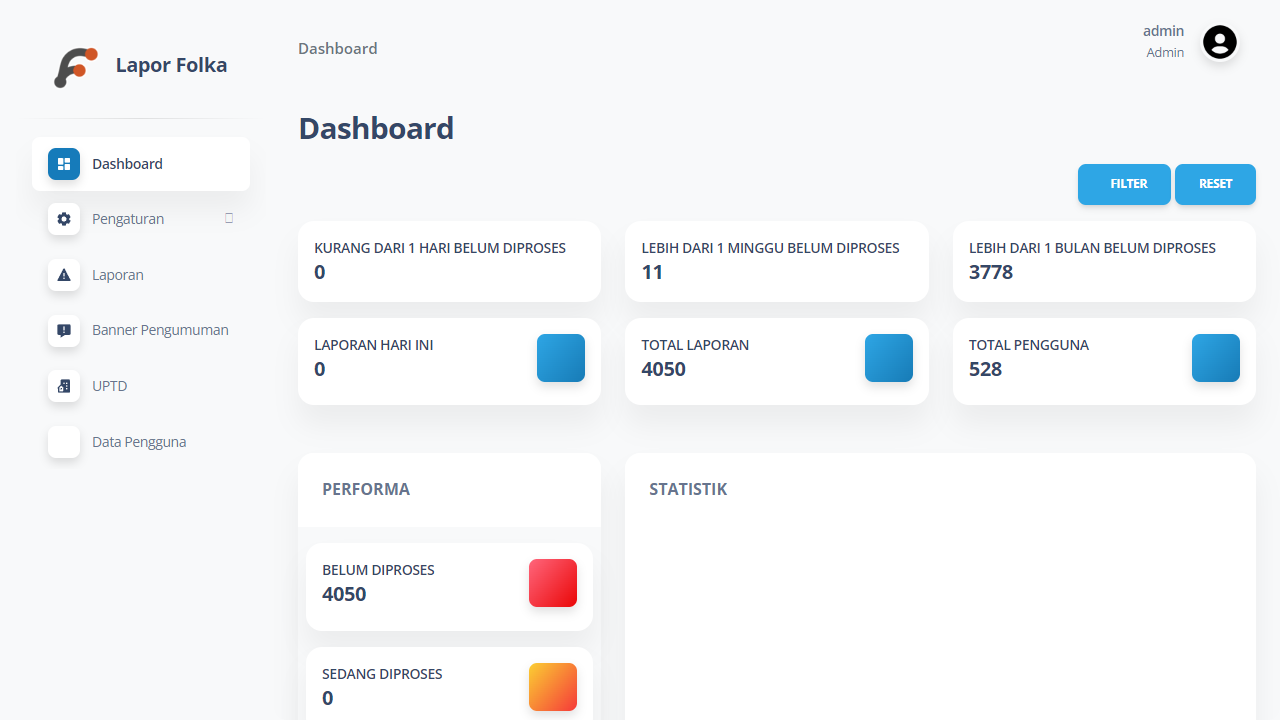 Lapor Folka
Dashboard
Pengaturan
Laporan
Banner Pengumuman
UPTD
Data Pengguna
Dashboard
admin
Admin
Dashboard
FILTER
RESET
KURANG DARI 1 HARI BELUM DIPROSES
0
LEBIH DARI 1 MINGGU BELUM DIPROSES
11
LEBIH DARI 1 BULAN BELUM DIPROSES
3778
LAPORAN HARI INI
0
TOTAL LAPORAN
4050
TOTAL PENGGUNA
528
PERFORMA
BELUM DIPROSES
4050
SEDANG DIPROSES
0
STATISTIK